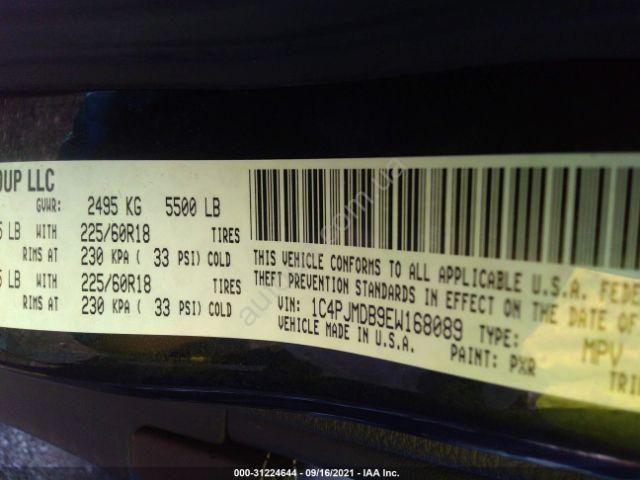 OUP LLC
GVWR: 2495 KG 5500 LB
5 LB WITH 225/60R18 TIRES
RIMS AT 230 KPA ( 33 PSI) COLD
5 LB WITH 225/60R18 TIRES
RIMS AT 230 KPA ( 33 PSI) COLD
THIS VEHICLE CONFORMS TO ALL APPLICABLE U.S.A. FEDE
THEFT PREVENTION STANDARDS IN EFFECT ON THE DATE OF
VIN: 1C4PJMDB9EW168089 TYPE: MPV
VEHICLE MADE IN U.S.A. PAINT: PXR TRI
000-31224644 - 09/16/2021 - IAA Inc.